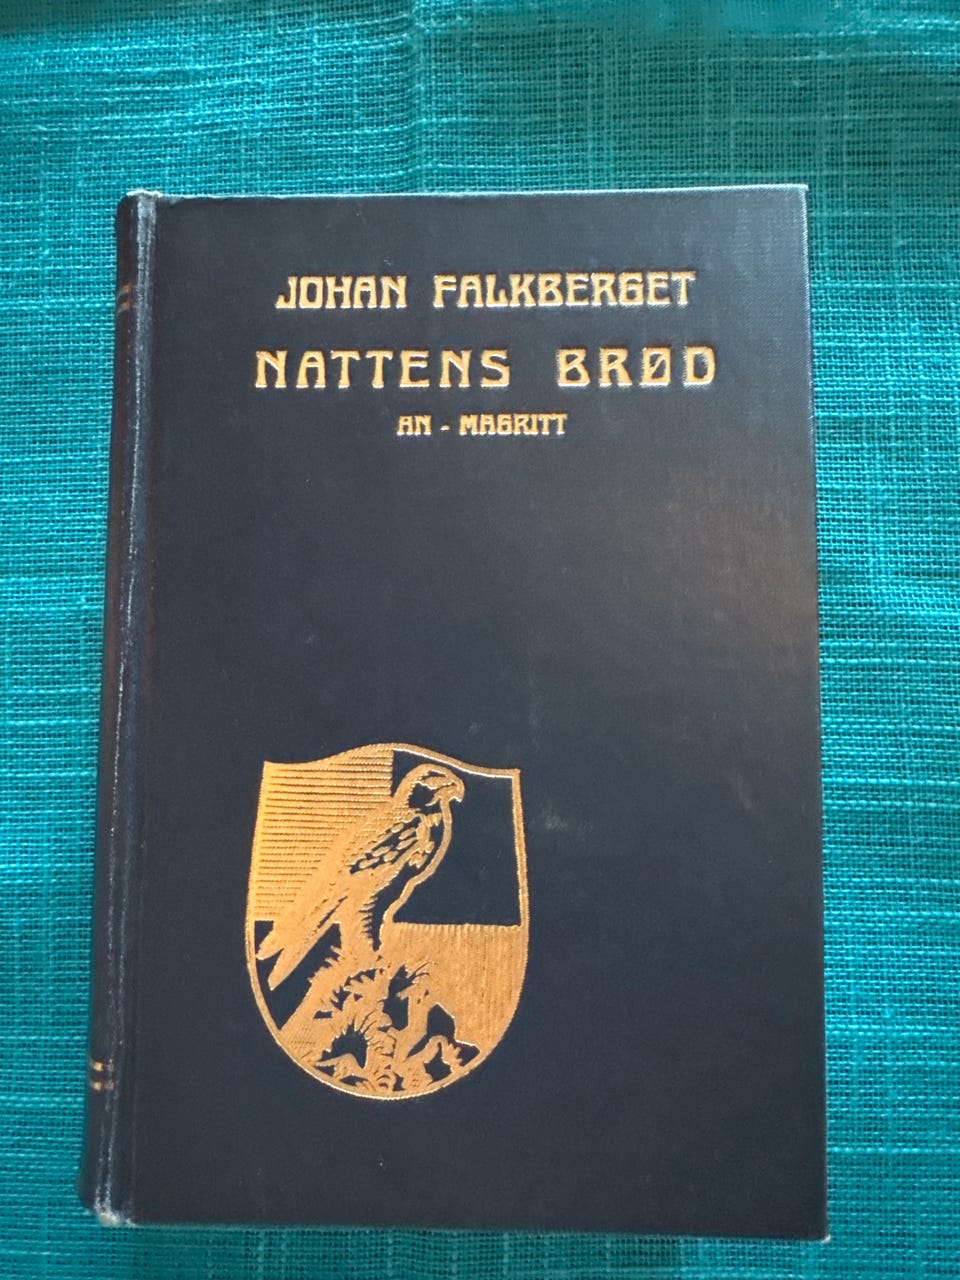 JOHAN FALKBERGET
NATTENS BRØD
AN - MAGRITT